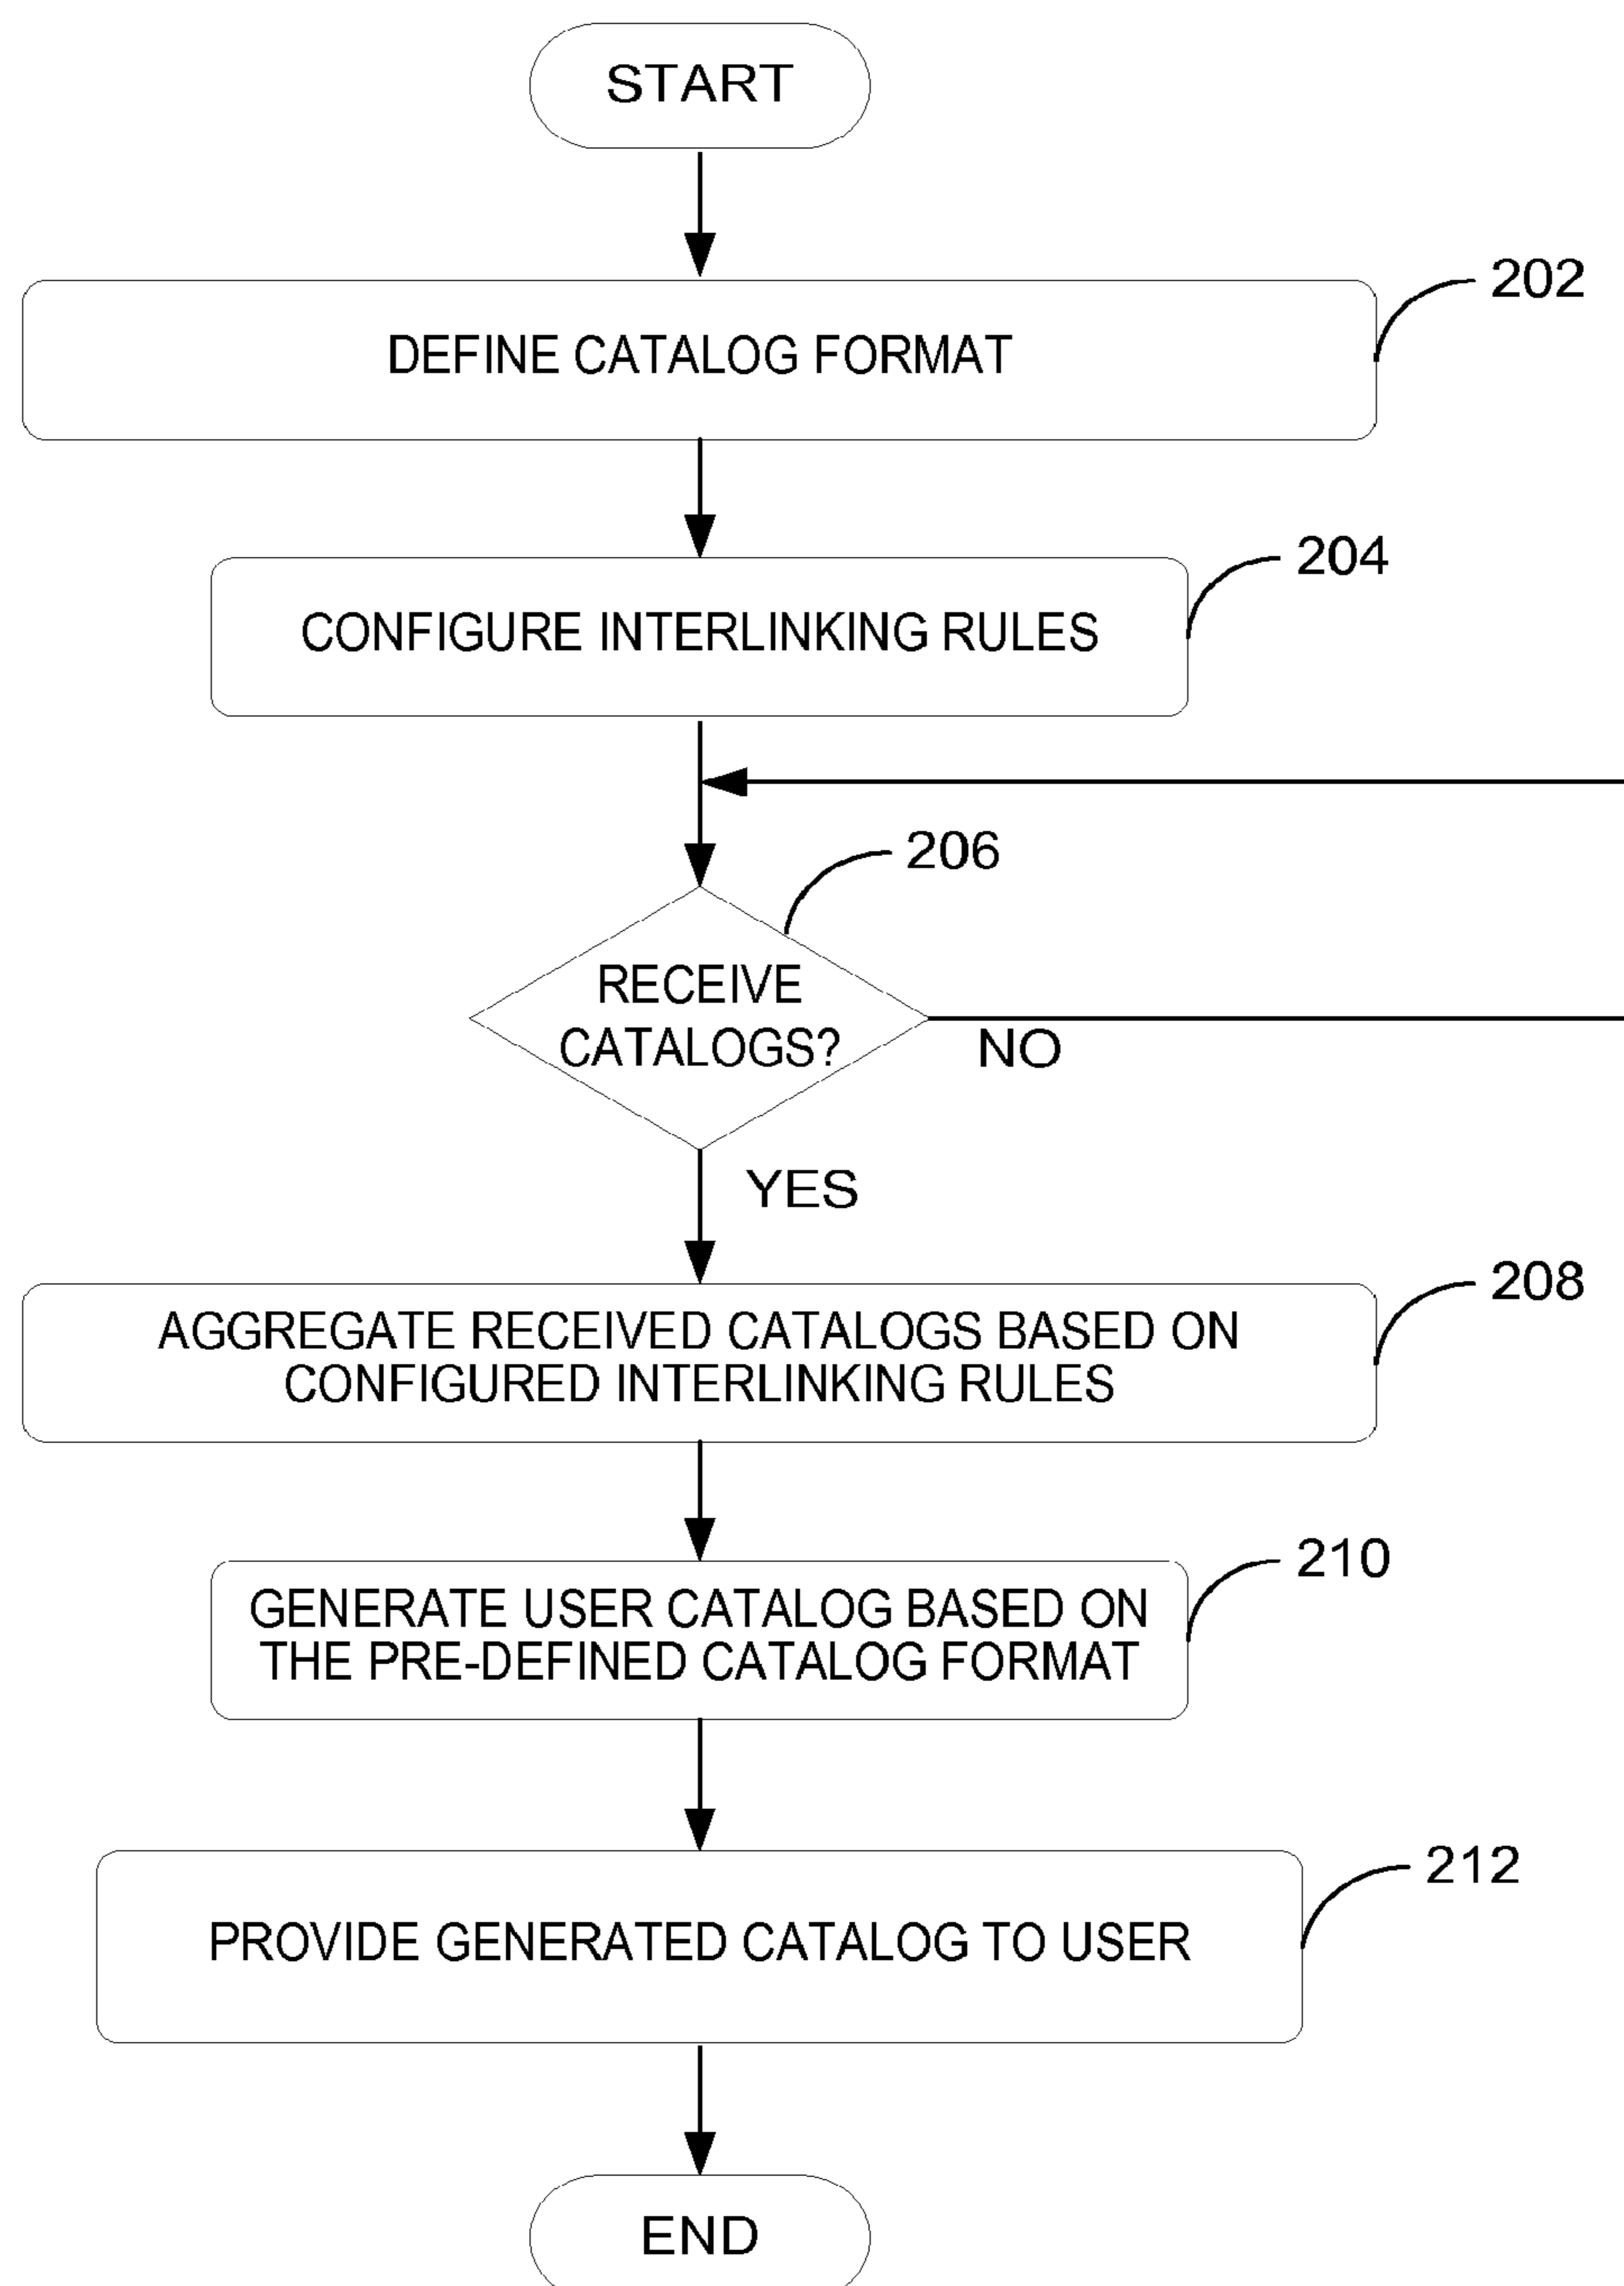 START
DEFINE CATALOG FORMAT
202
CONFIGURE INTERLINKING RULES
204
206
RECEIVE
CATALOGS?
NO
YES
AGGREGATE RECEIVED CATALOGS BASED ON
CONFIGURED INTERLINKING RULES
208
GENERATE USER CATALOG BASED ON
THE PRE-DEFINED CATALOG FORMAT
210
PROVIDE GENERATED CATALOG TO USER
212
END